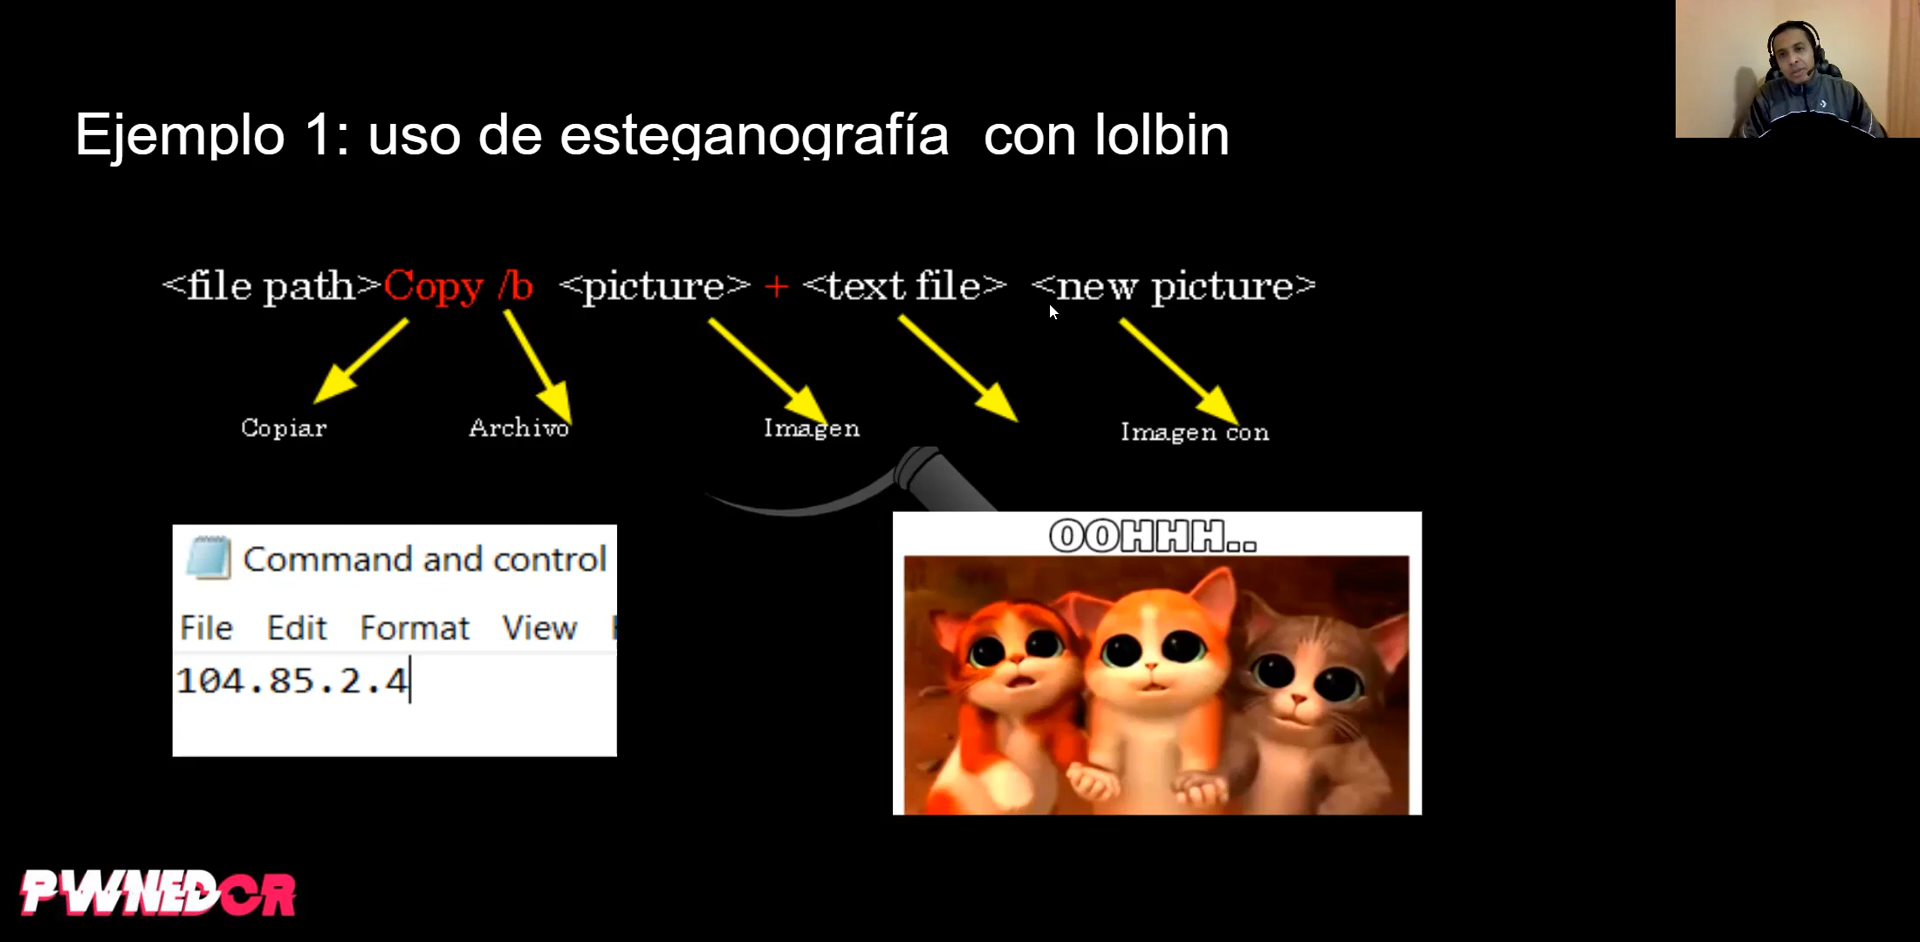 Ejemplo 1: uso de esteganografía con lolbin
<file path>Copy /b <picture> + <text file> <new picture>
Copiar Archivo Imagen Imagen con
Command and control
File Edit Format View
104.85.2.4
OOHHH..
PWNEDCR